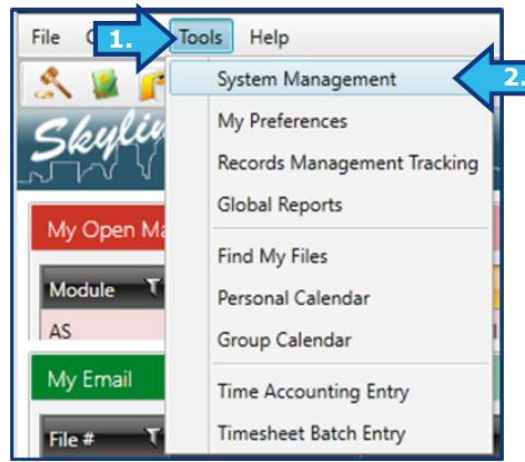 File
1.
Tools
Help
System Management
2.
My Preferences
Records Management Tracking
Global Reports
My Open
Find My Files
Module
Personal Calendar
AS
Group Calendar
My Email
Time Accounting Entry
File #
Timesheet Batch Entry